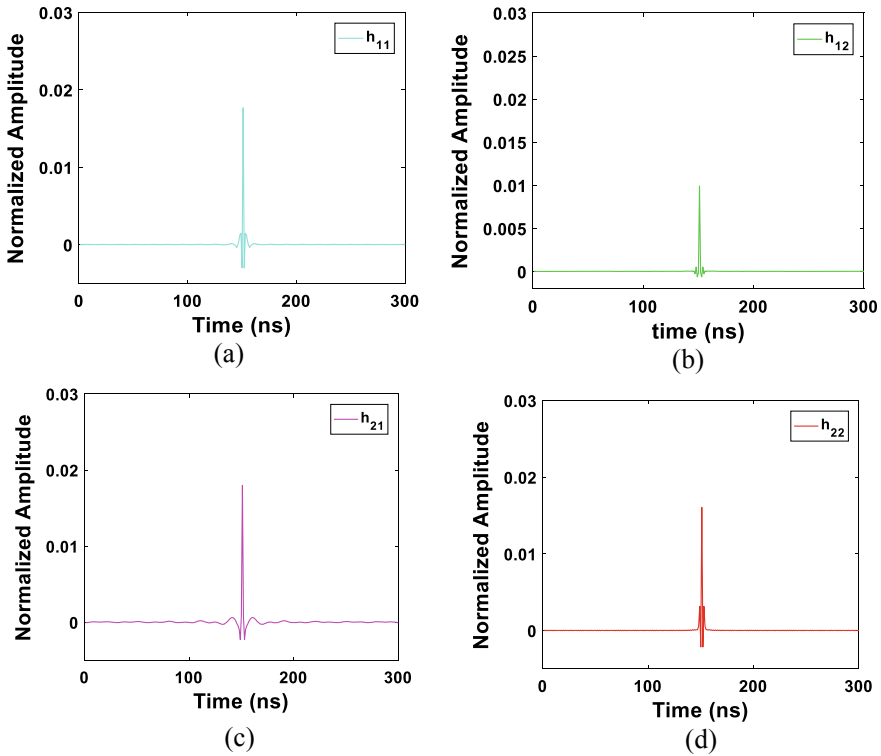 Normalized Amplitude
0.03
0.02
0.01
0
h11
0 100 200 300
Time (ns)
(a)
Normalized Amplitude
0.03
0.025
0.02
0.015
0.01
0.005
0
h12
0 100 200 300
time (ns)
(b)
Normalized Amplitude
0.03
0.02
0.01
0
h21
0 100 200 300
Time (ns)
(c)
Normalized Amplitude
0.03
0.02
0.01
0
h22
0 100 200 300
Time (ns)
(d)